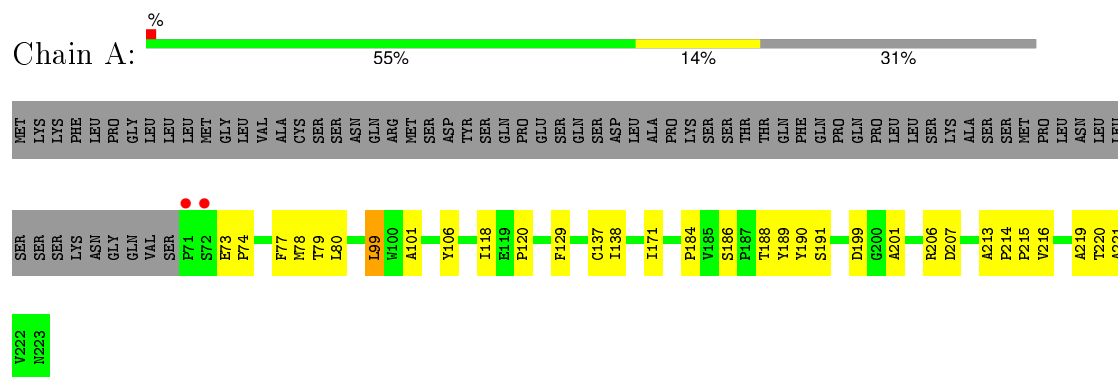 %
Chain A:
55% 14% 31%
MET LYS LYS PHE LEU PRO GLY LEU LEU LEU LEU MET GLY LEU VAL ALA CYS SER SER ASN GLN ARG MET SER ASP TYR SER GLN PRO GLU SER GLN SER ASP LEU ALA PRO LYS SER SER THR THR GLN PHE GLN PRO GLN PRO LEU LEU SER LYS ALA SER SER MET PRO LEU ASN LEU LEU
SER SER SER LYS ASN GLY GLN VAL SER P71 S72 E73 P74 F77 M78 T79 L80 L99 W100 A101 Y106 I118 E119 P120 F129 C137 I138 I171 P184 V185 S186 P187 T188 Y189 Y190 S191 D199 G200 A201 R206 D207 A213 P214 P215 V216 A219 T220 A221
V222 N223